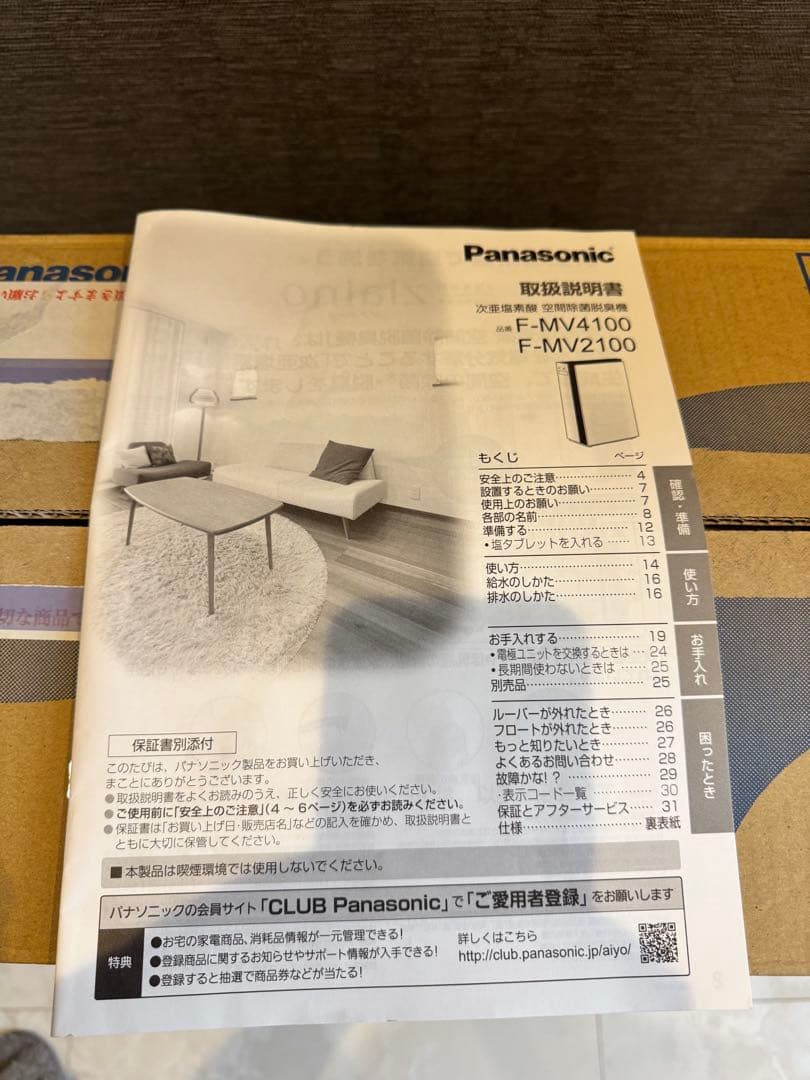 Panasonic
取扱説明書
次亜塩素酸 空間除菌脱臭機
品番 F-MV4100
F-MV2100
もくじ ページ
安全上のご注意 4
設置するときのお願い 7
使用上のお願い 7
各部の名前 8
準備する 12
・塩タブレットを入れる 13
確認・準備
使い方 14
給水のしかた 16
排水のしかた 16
使い方
お手入れする 19
・電極ユニットを交換するときは 24
・長期間使わないときは 25
別売品 25
お手入れ
ルーバーが外れたとき 26
フロートが外れたとき 26
もっと知りたいとき 27
よくあるお問い合わせ 28
故障かな!? 29
・表示コード一覧 30
保証とアフターサービス 31
仕様 裏表紙
困ったとき
保証書別添付
このたびは、パナソニック製品をお買い上げいただき、
まことにありがとうございます。
●取扱説明書をよくお読みのうえ、正しく安全にお使いください。
●ご使用前に「安全上のご注意」(4 ～ 6ページ)を必ずお読みください。
●保証書は「お買い上げ日・販売店名」などの記入を確かめ、取扱説明書と
ともに大切に保管してください。
■本製品は喫煙環境では使用しないでください。
パナソニックの会員サイト「CLUB Panasonic」で「ご愛用者登録」をお願いします
特典
●お宅の家電商品、消耗品情報が一元管理できる!
●登録商品に関するお知らせやサポート情報が入手できる!
●登録すると抽選で商品券などが当たる!
詳しくはこちら
http://club.panasonic.jp/aiyo/
anaso
切な商品で